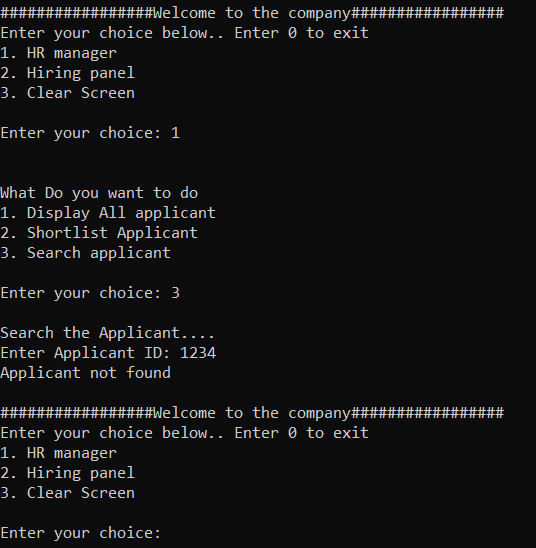 #################Welcome to the company#################
Enter your choice below.. Enter 0 to exit
1. HR manager
2. Hiring panel
3. Clear Screen
Enter your choice: 1
What Do you want to do
1. Display All applicant
2. Shortlist Applicant
3. Search applicant
Enter your choice: 3
Search the Applicant....
Enter Applicant ID: 1234
Applicant not found
#################Welcome to the company#################
Enter your choice below.. Enter 0 to exit
1. HR manager
2. Hiring panel
3. Clear Screen
Enter your choice: